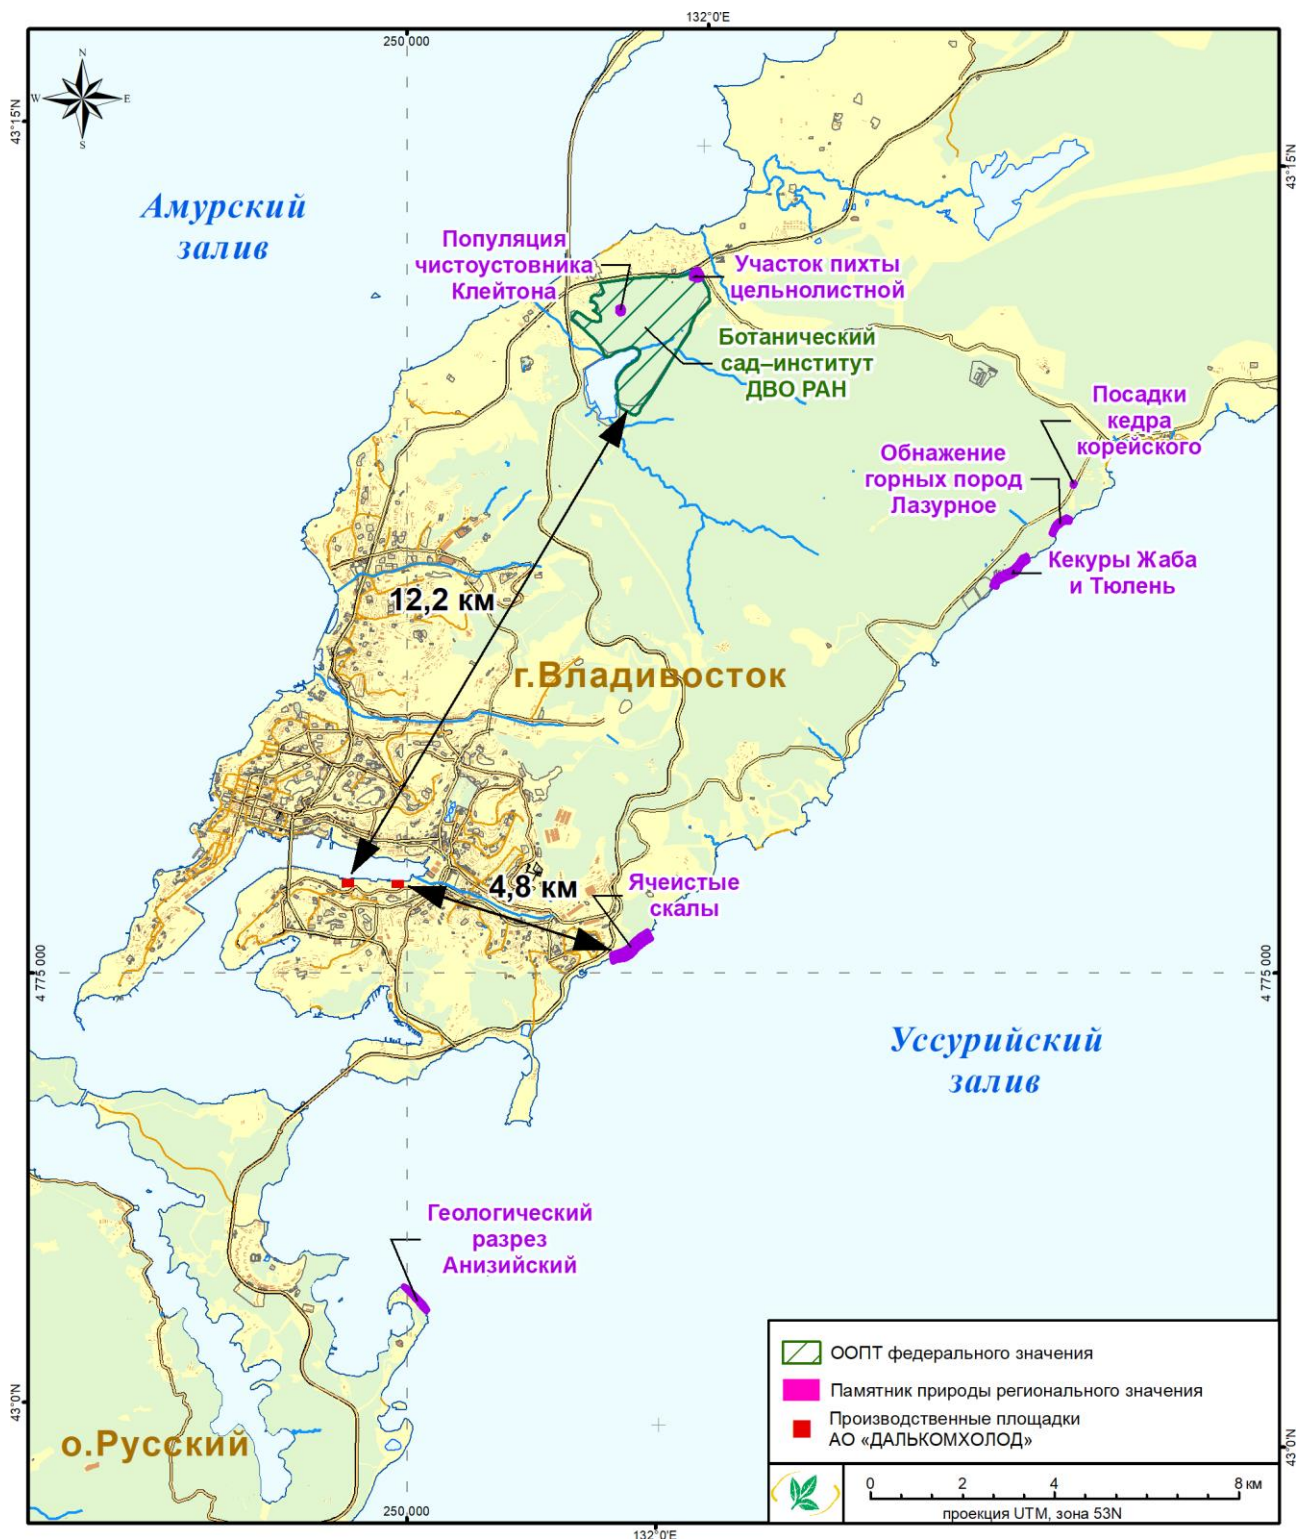 132°0'E
250 000
N
W E
S
43°15'N
43°15'N
Амурский
залив
Популяция
чистоустовника
Клейтона
Участок пихты
цельнолистной
Ботанический
сад–институт
ДВО РАН
Посадки
кедра
корейского
Обнажение
горных пород
Лазурное
Кекуры Жаба
и Тюлень
12,2 км
г.Владивосток
4,8 км
Ячеистые
скалы
4 775 000
4 775 000
Уссурийский
залив
Геологический
разрез
Анизийский
43°0'N
43°0'N
о.Русский
ООПТ федерального значения
Памятник природы регионального значения
Производственные площадки
АО «ДАЛЬКОМХОЛОД»
0 2 4 8 км
проекция UTM, зона 53N
250 000
132°0'E